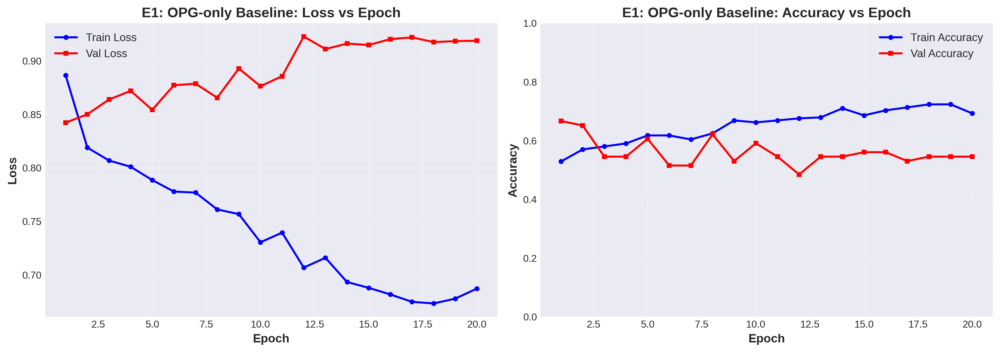 E1: OPG-only Baseline: Loss vs Epoch
Train Loss
Val Loss
0.90
0.85
0.80
0.75
0.70
Loss
2.5 5.0 7.5 10.0 12.5 15.0 17.5 20.0
Epoch
E1: OPG-only Baseline: Accuracy vs Epoch
Train Accuracy
Val Accuracy
1.0
0.8
0.6
0.4
0.2
0.0
Accuracy
2.5 5.0 7.5 10.0 12.5 15.0 17.5 20.0
Epoch